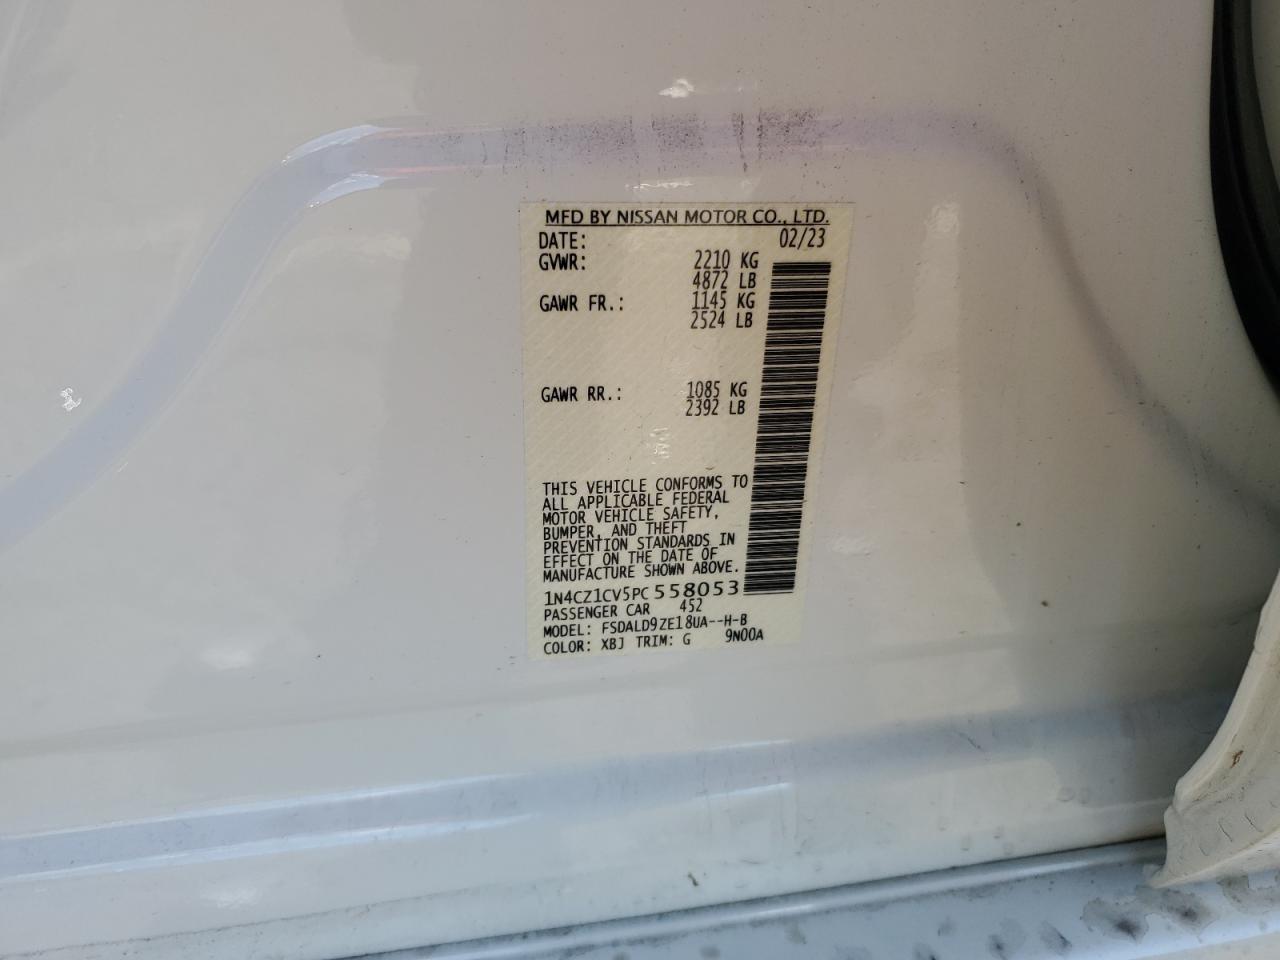 MFD BY NISSAN MOTOR CO., LTD.
DATE: 02/23
GVWR: 2210 KG
4872 LB
GAWR FR.: 1145 KG
2524 LB
GAWR RR.: 1085 KG
2392 LB
THIS VEHICLE CONFORMS TO
ALL APPLICABLE FEDERAL
MOTOR VEHICLE SAFETY,
BUMPER, AND THEFT
PREVENTION STANDARDS IN
EFFECT ON THE DATE OF
MANUFACTURE SHOWN ABOVE.
1N4CZ1CV5PC558053
PASSENGER CAR 452
MODEL: FSDALD9ZE18UA--H-B
COLOR: XBJ TRIM: G 9N00A